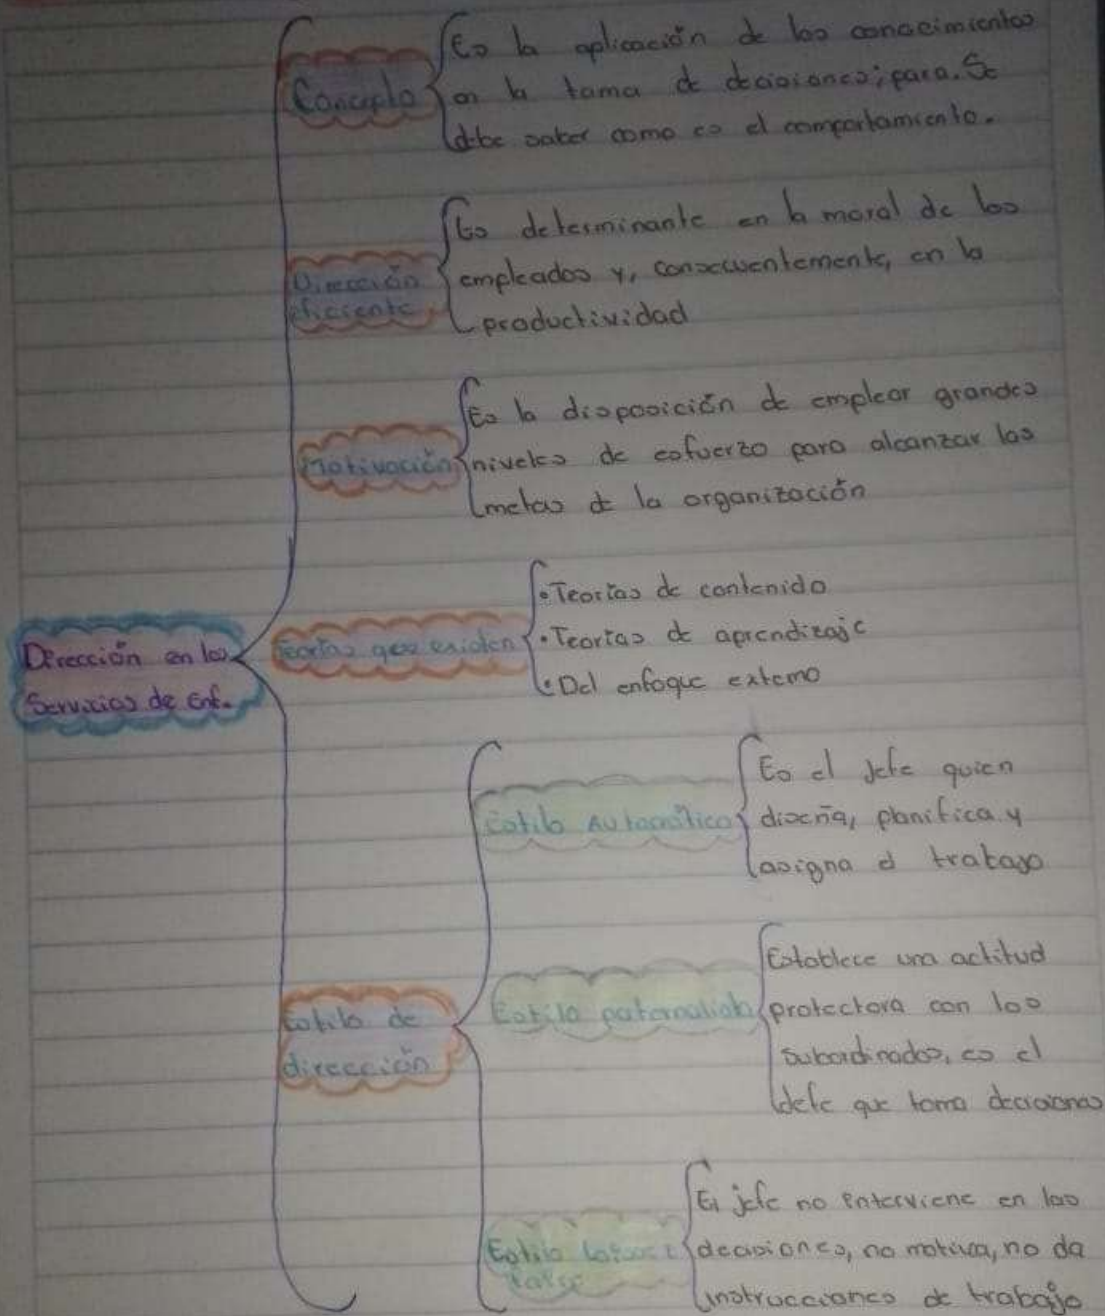 Dirección en los
Servicios de Enf.
Concepto
Es la aplicación de los conocimientos
en la toma de decisiones; para. Se
debe saber como es el comportamiento.
Dirección
eficiente
Es determinante en la moral de los
empleados y, consecuentemente, en la
productividad
Motivación
Es la disposición de emplear grandes
niveles de esfuerzo para alcanzar las
metas de la organización
Teorías que existen
• Teorías de contenido
• Teorías de aprendizaje
• Del enfoque externo
Estilo de
dirección
Estilo Autocrático
Es el jefe quien
diseña, planifica y
asigna el trabajo
Estilo paternalista
Establece una actitud
protectora con los
subordinados, es el
jefe que toma decisiones
Estilo
El jefe no interviene en las
decisiones, no motiva, no da
instrucciones de trabajo